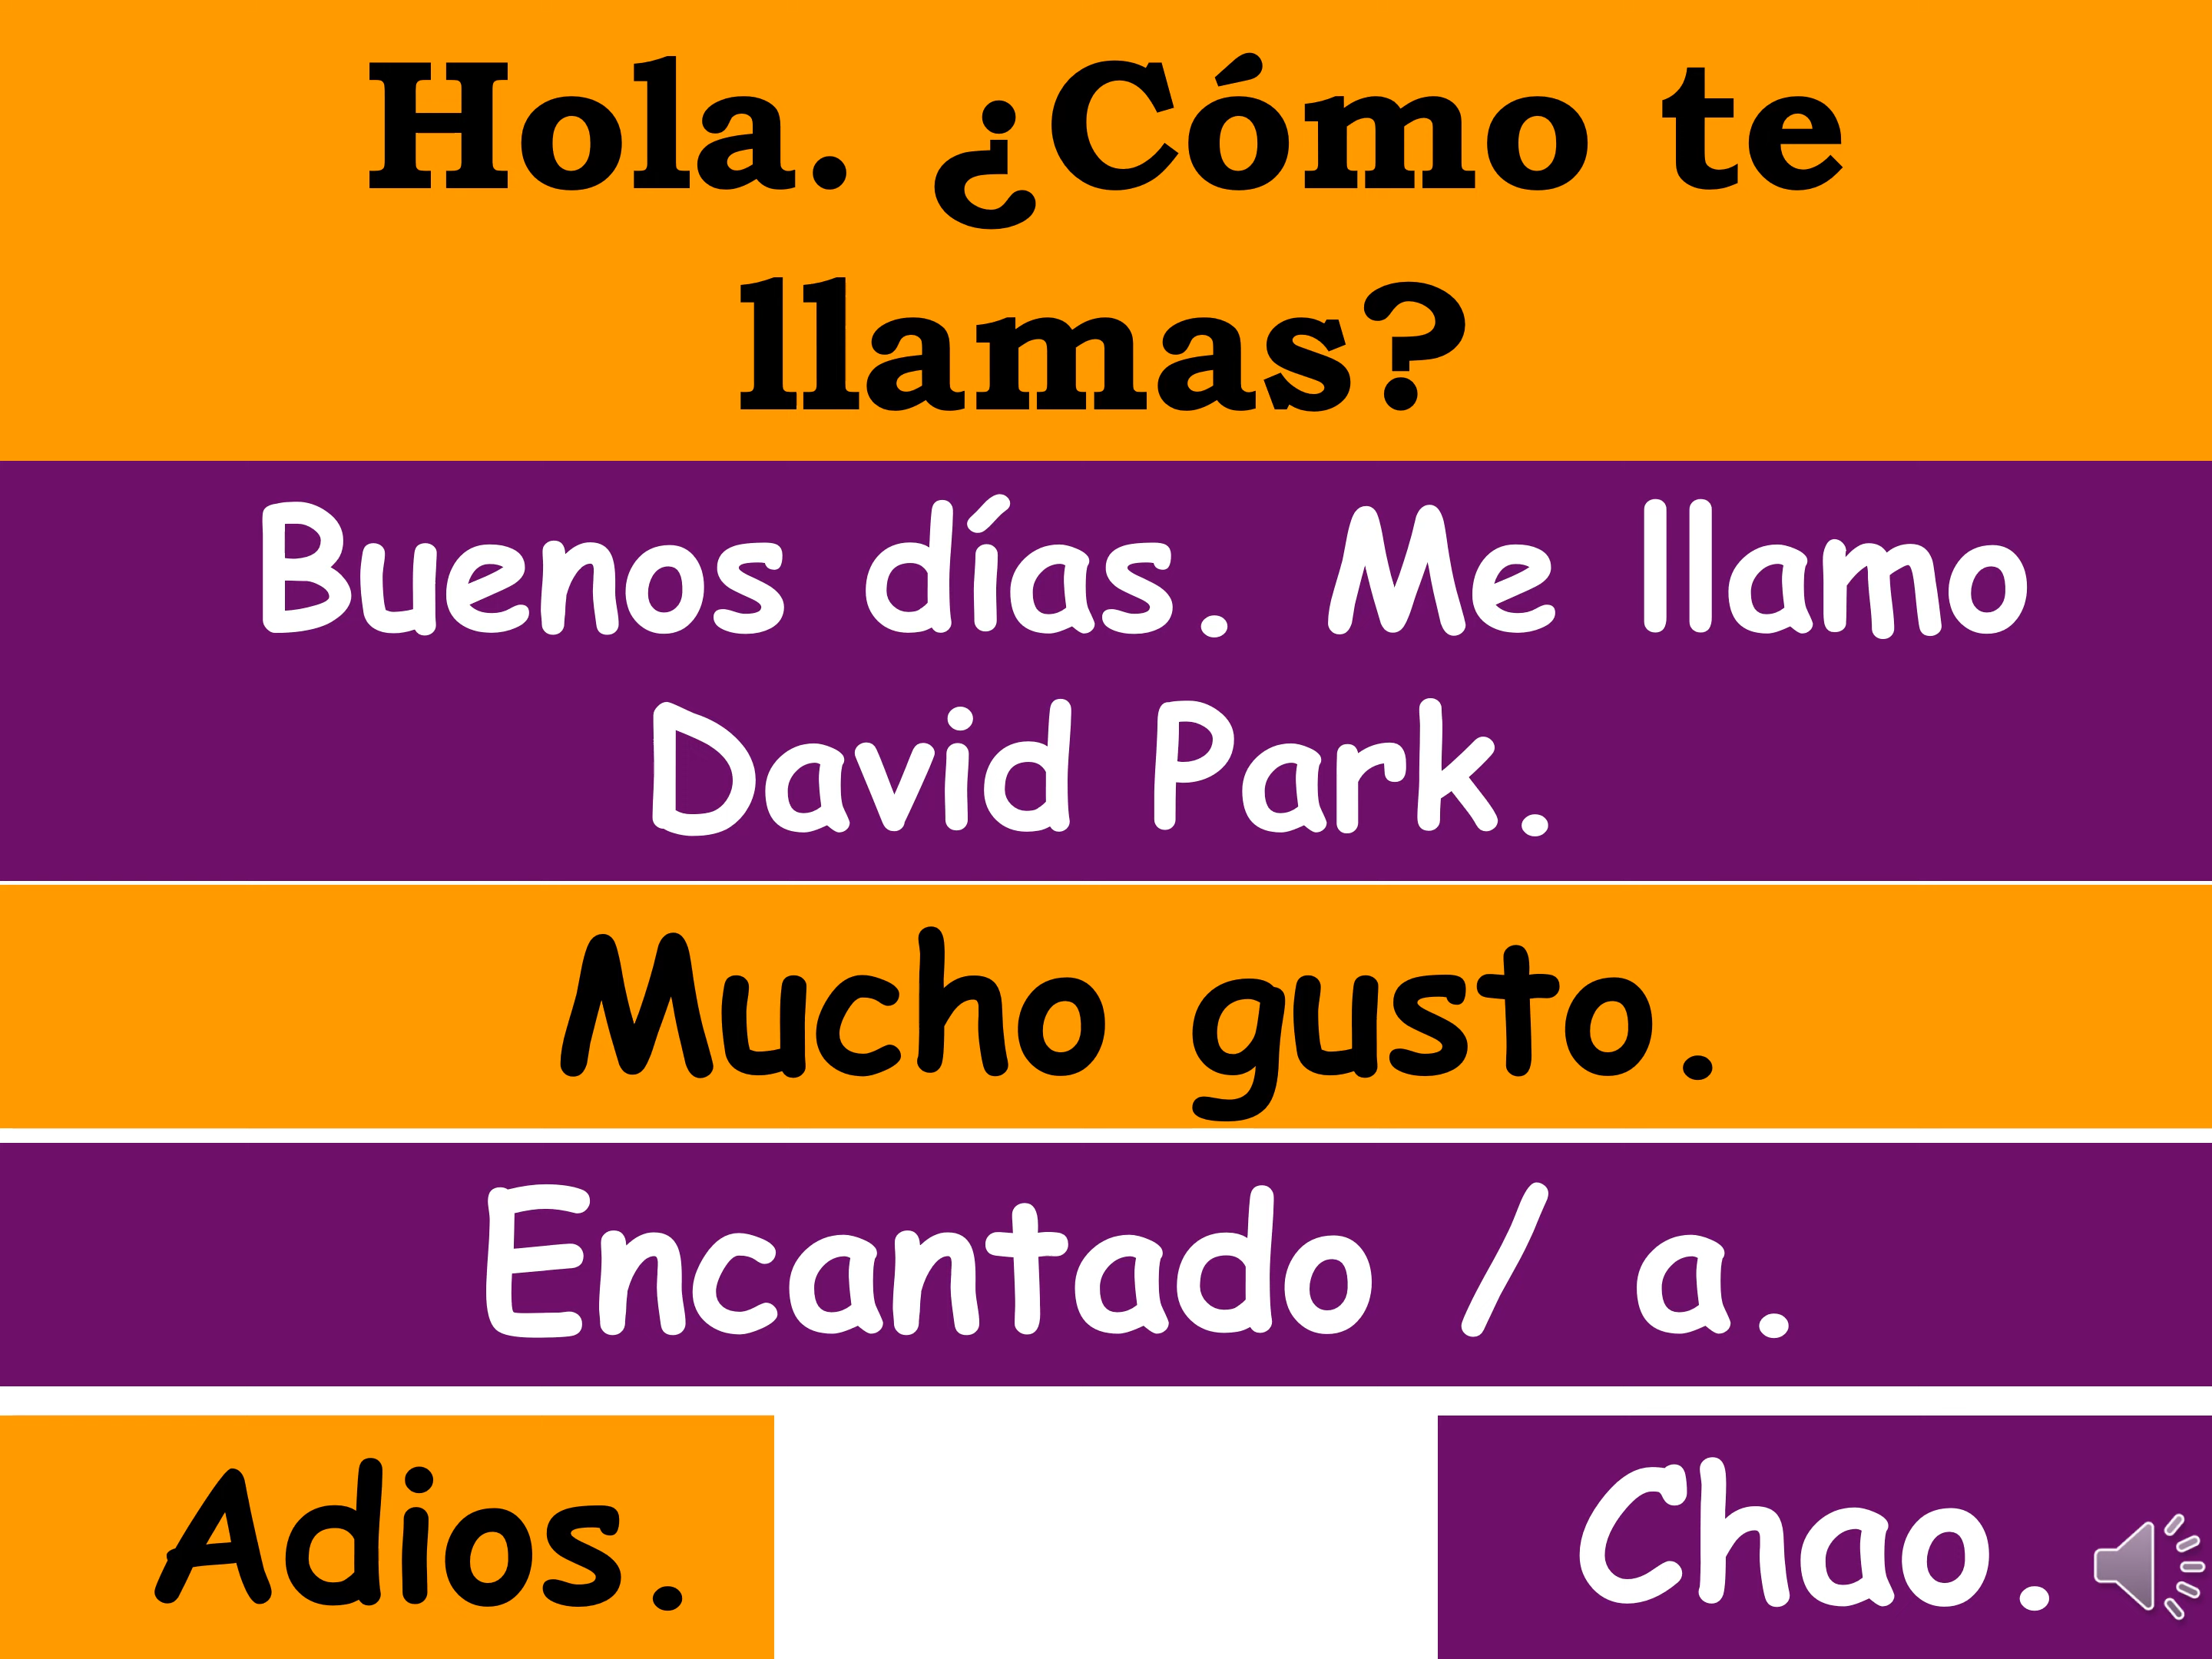 Hola. ¿Cómo te
llamas?
Buenos días. Me llamo
David Park.
Mucho gusto.
Encantado / a.
Adios.
Chao.